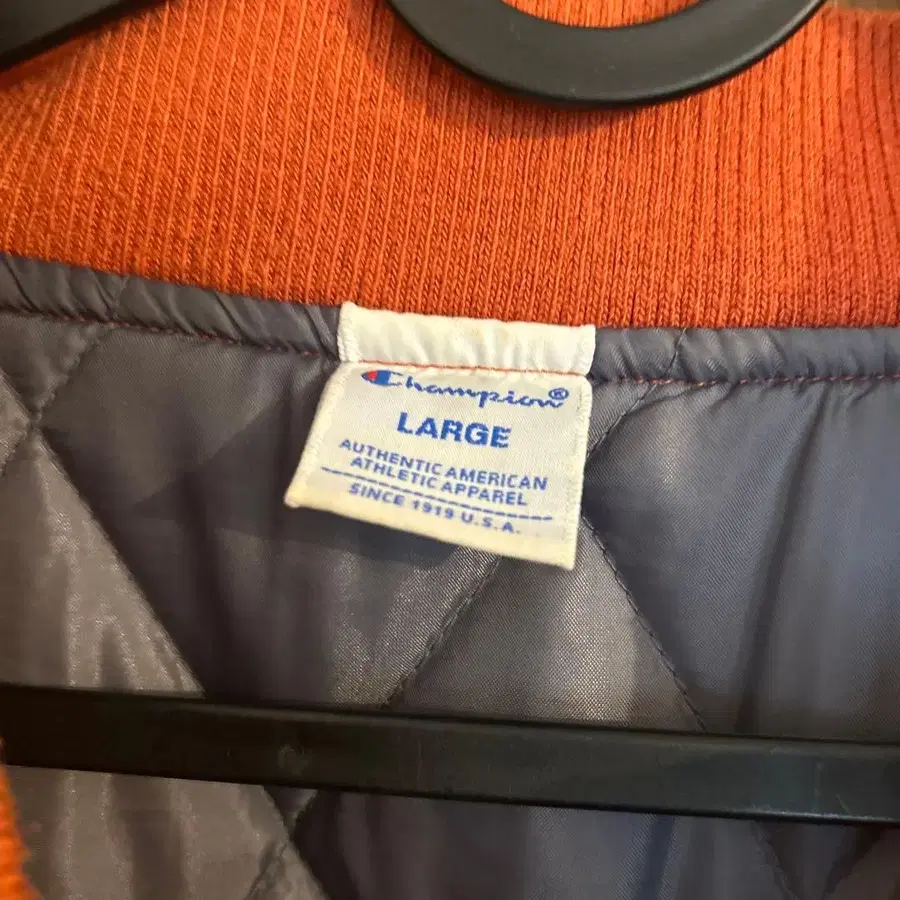 Champion®
LARGE
AUTHENTIC AMERICAN
ATHLETIC APPAREL
SINCE 1919 U.S.A.